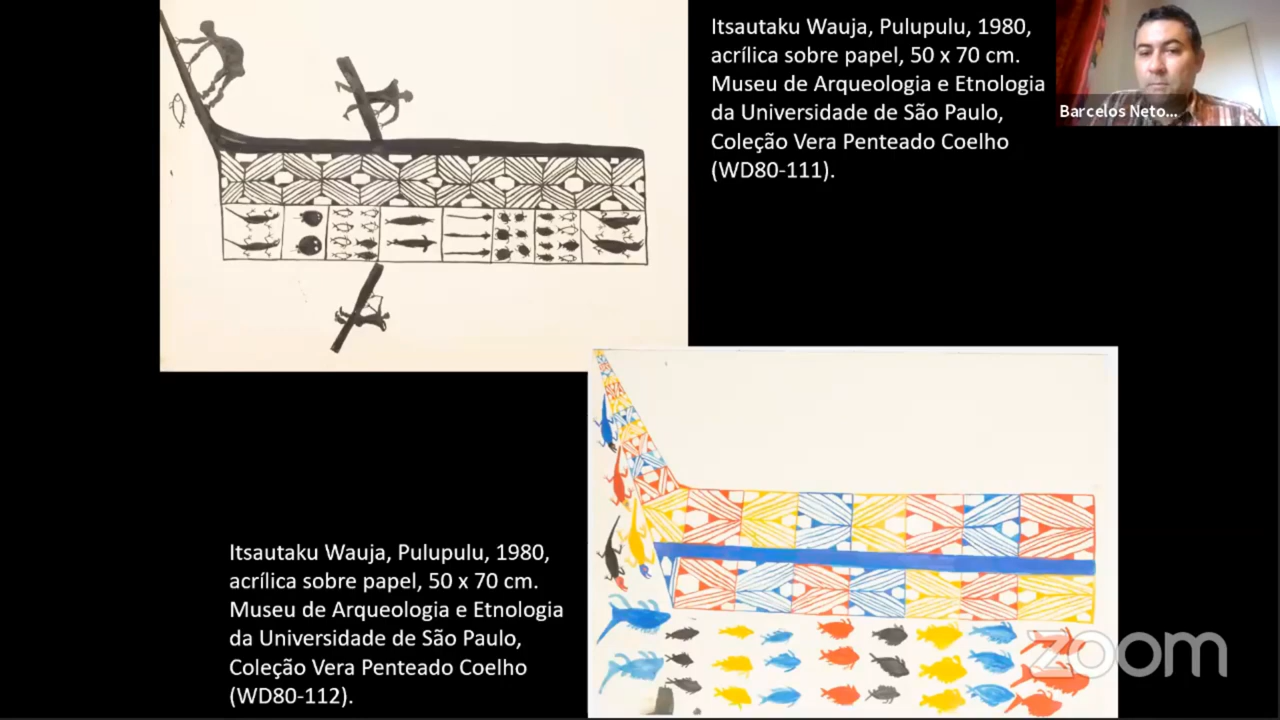 Itsautaku Wauja, Pulupulu, 1980,
acrílica sobre papel, 50 x 70 cm.
Museu de Arqueologia e Etnologia
da Universidade de São Paulo,
Coleção Vera Penteado Coelho
(WD80-111).
Barcelos Neto...
Itsautaku Wauja, Pulupulu, 1980,
acrílica sobre papel, 50 x 70 cm.
Museu de Arqueologia e Etnologia
da Universidade de São Paulo,
Coleção Vera Penteado Coelho
(WD80-112).
zoom